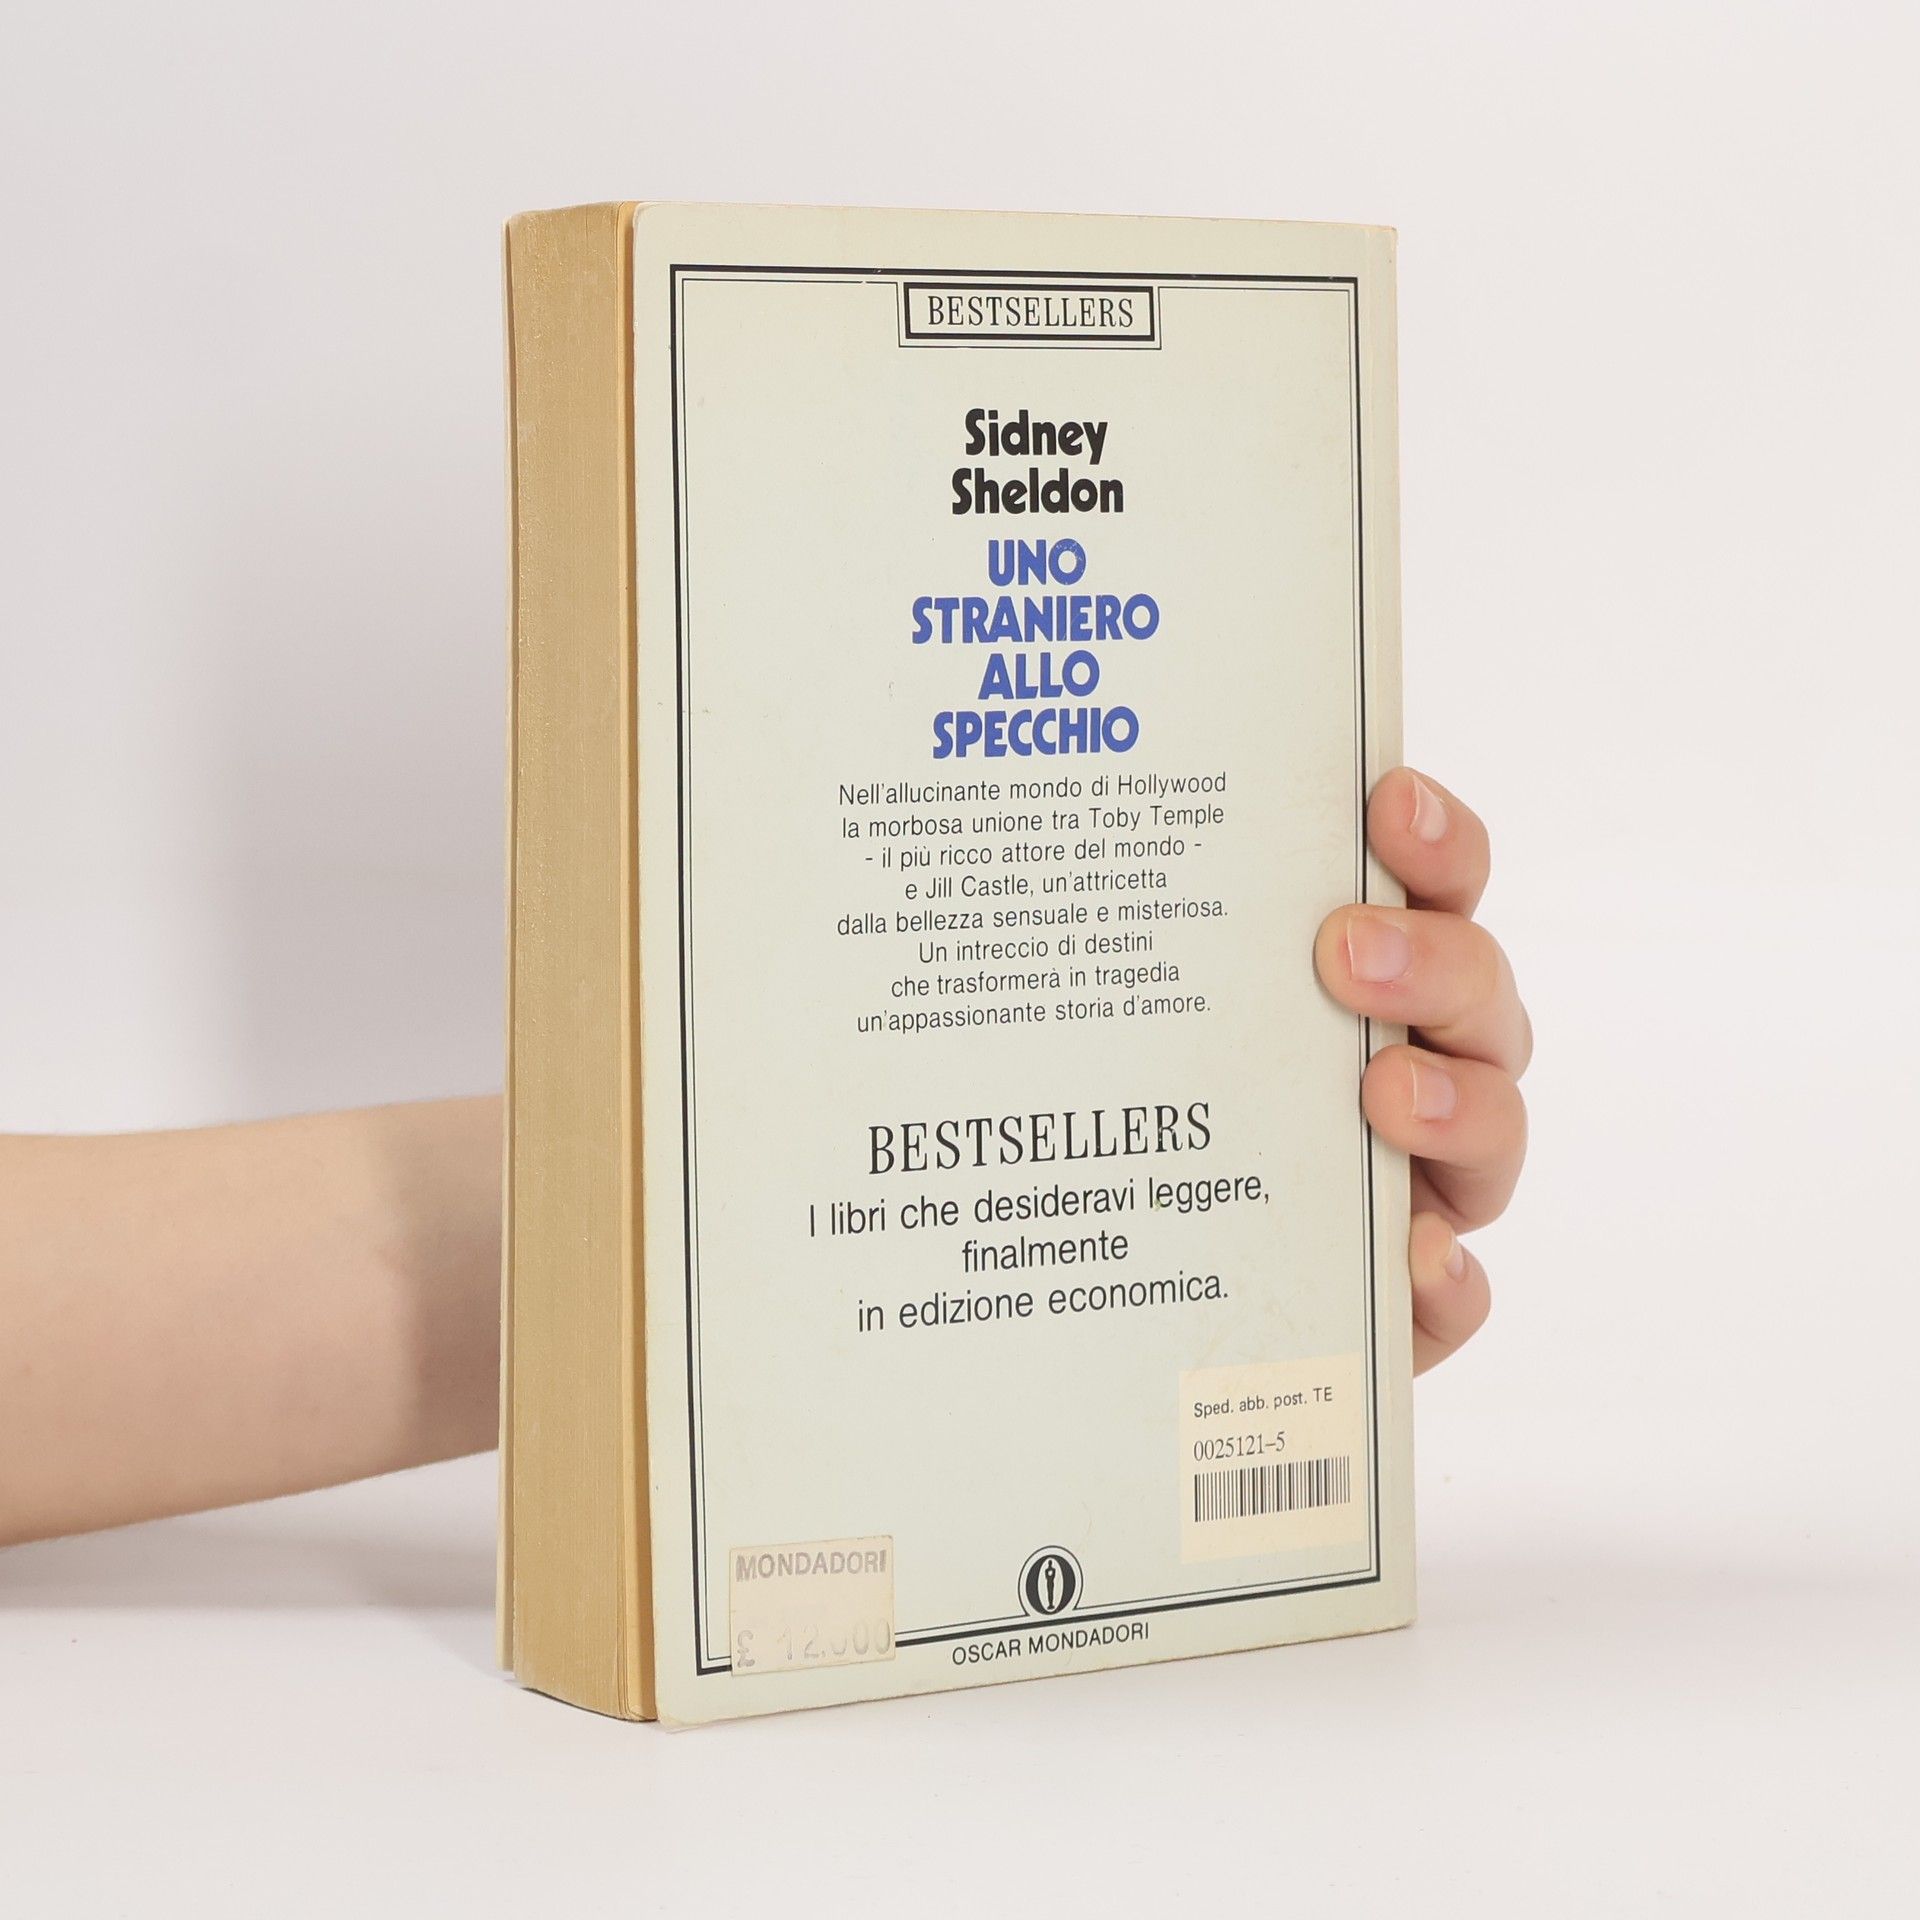 BESTSELLERS
Sidney
Sheldon
UNO
STRANIERO
ALLO
SPECCHIO
Nell'allucinante mondo di Hollywood
la morbosa unione tra Toby Temple
- il più ricco attore del mondo -
e Jill Castle, un'attricetta
dalla bellezza sensuale e misteriosa.
Un intreccio di destini
che trasformerà in tragedia
un'appassionante storia d'amore.
BESTSELLERS
I libri che desideravi leggere,
finalmente
in edizione economica.
Sped. abb. post. TE
0025121-5
MONDADORI
£ 12.000
OSCAR MONDADORI